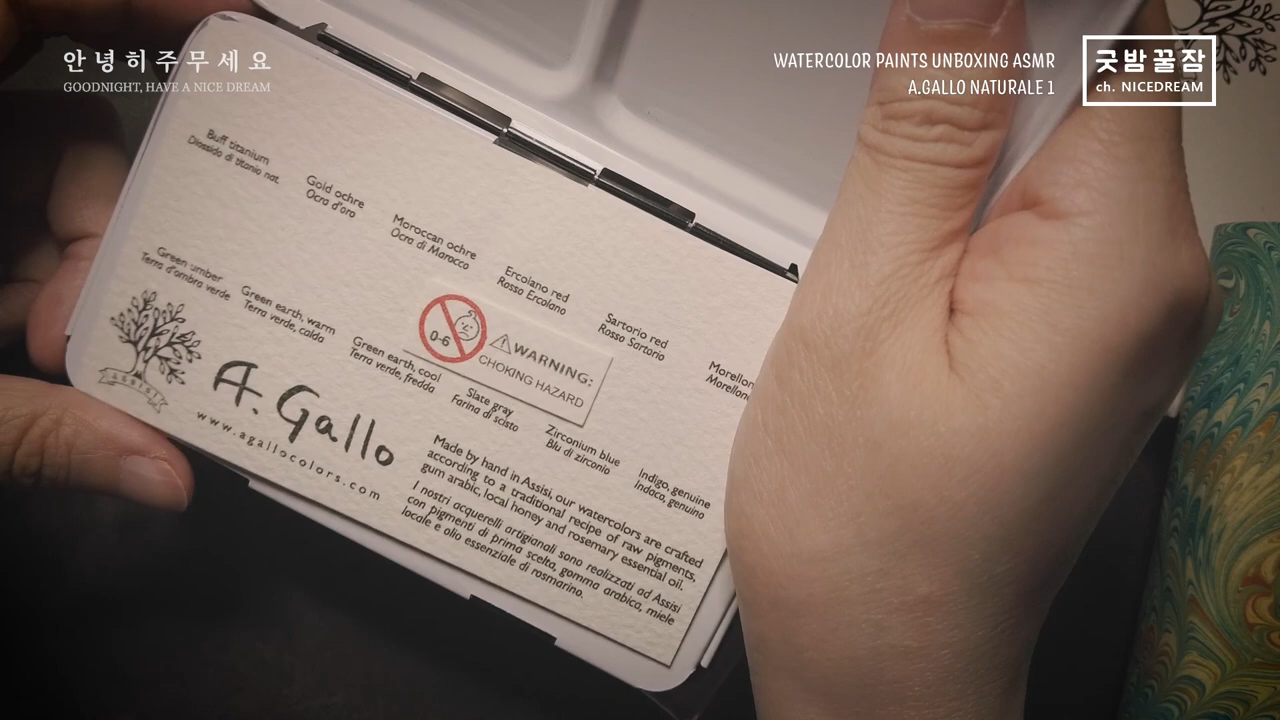 안녕히주무세요
GOODNIGHT, HAVE A NICE DREAM
WATERCOLOR PAINTS UNBOXING ASMR
A.GALLO NATURALE 1
굿밤꿀잠
ch. NICEDREAM
Buff titanium
Diossido di titanio nat.
Gold ochre
Ocra d'oro
Moroccan ochre
Ocra di Marocco
Ercolano red
Rosso Ercolano
Sartorio red
Rosso Sartorio
Green umber
Terra d'ombra verde
Green earth, warm
Terra verde, calda
Green earth, cool
Terra verde, fredda
Slate gray
Farina di scisto
Zirconium blue
Blu di zirconio
Indigo, genuine
Indaco, genuino
0-6
WARNING:
CHOKING HAZARD
assisi
A. Gallo
www.agallocolors.com
Made by hand in Assisi, our watercolors are crafted
according to a traditional recipe of raw pigments,
gum arabic, local honey and rosemary essential oil.
I nostri acquerelli artigianali sono realizzati ad Assisi
con pigmenti di prima scelta, gomma arabica, miele
locale e olio essenziale di rosmarino.